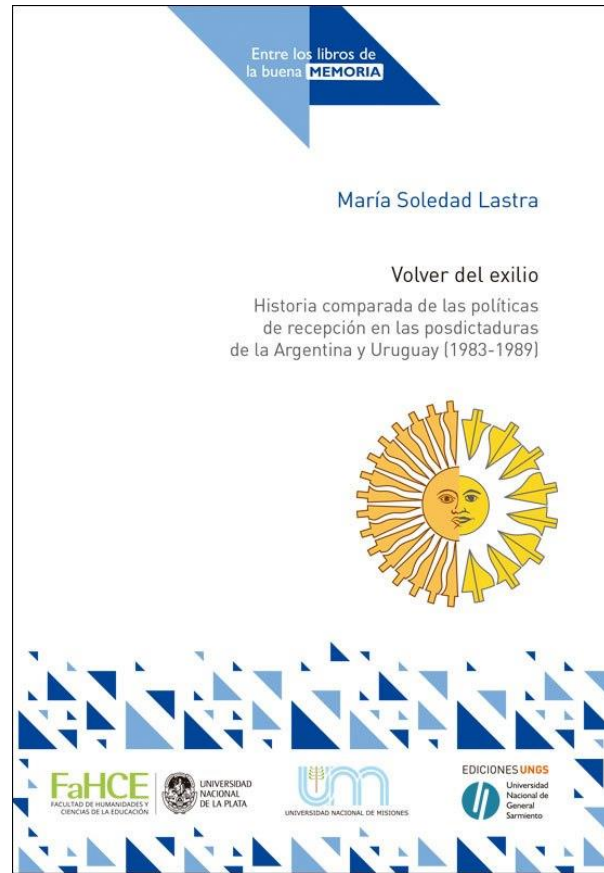 Entre los libros de
la buena MEMORIA
María Soledad Lastra
Volver del exilio
Historia comparada de las políticas
de recepción en las posdictaduras
de la Argentina y Uruguay (1983-1989)
FaHCE
FACULTAD DE HUMANIDADES Y
CIENCIAS DE LA EDUCACIÓN
UNIVERSIDAD
NACIONAL
DE LA PLATA
UNIVERSIDAD NACIONAL DE MISIONES
EDICIONES UNGS
Universidad
Nacional de
General
Sarmiento